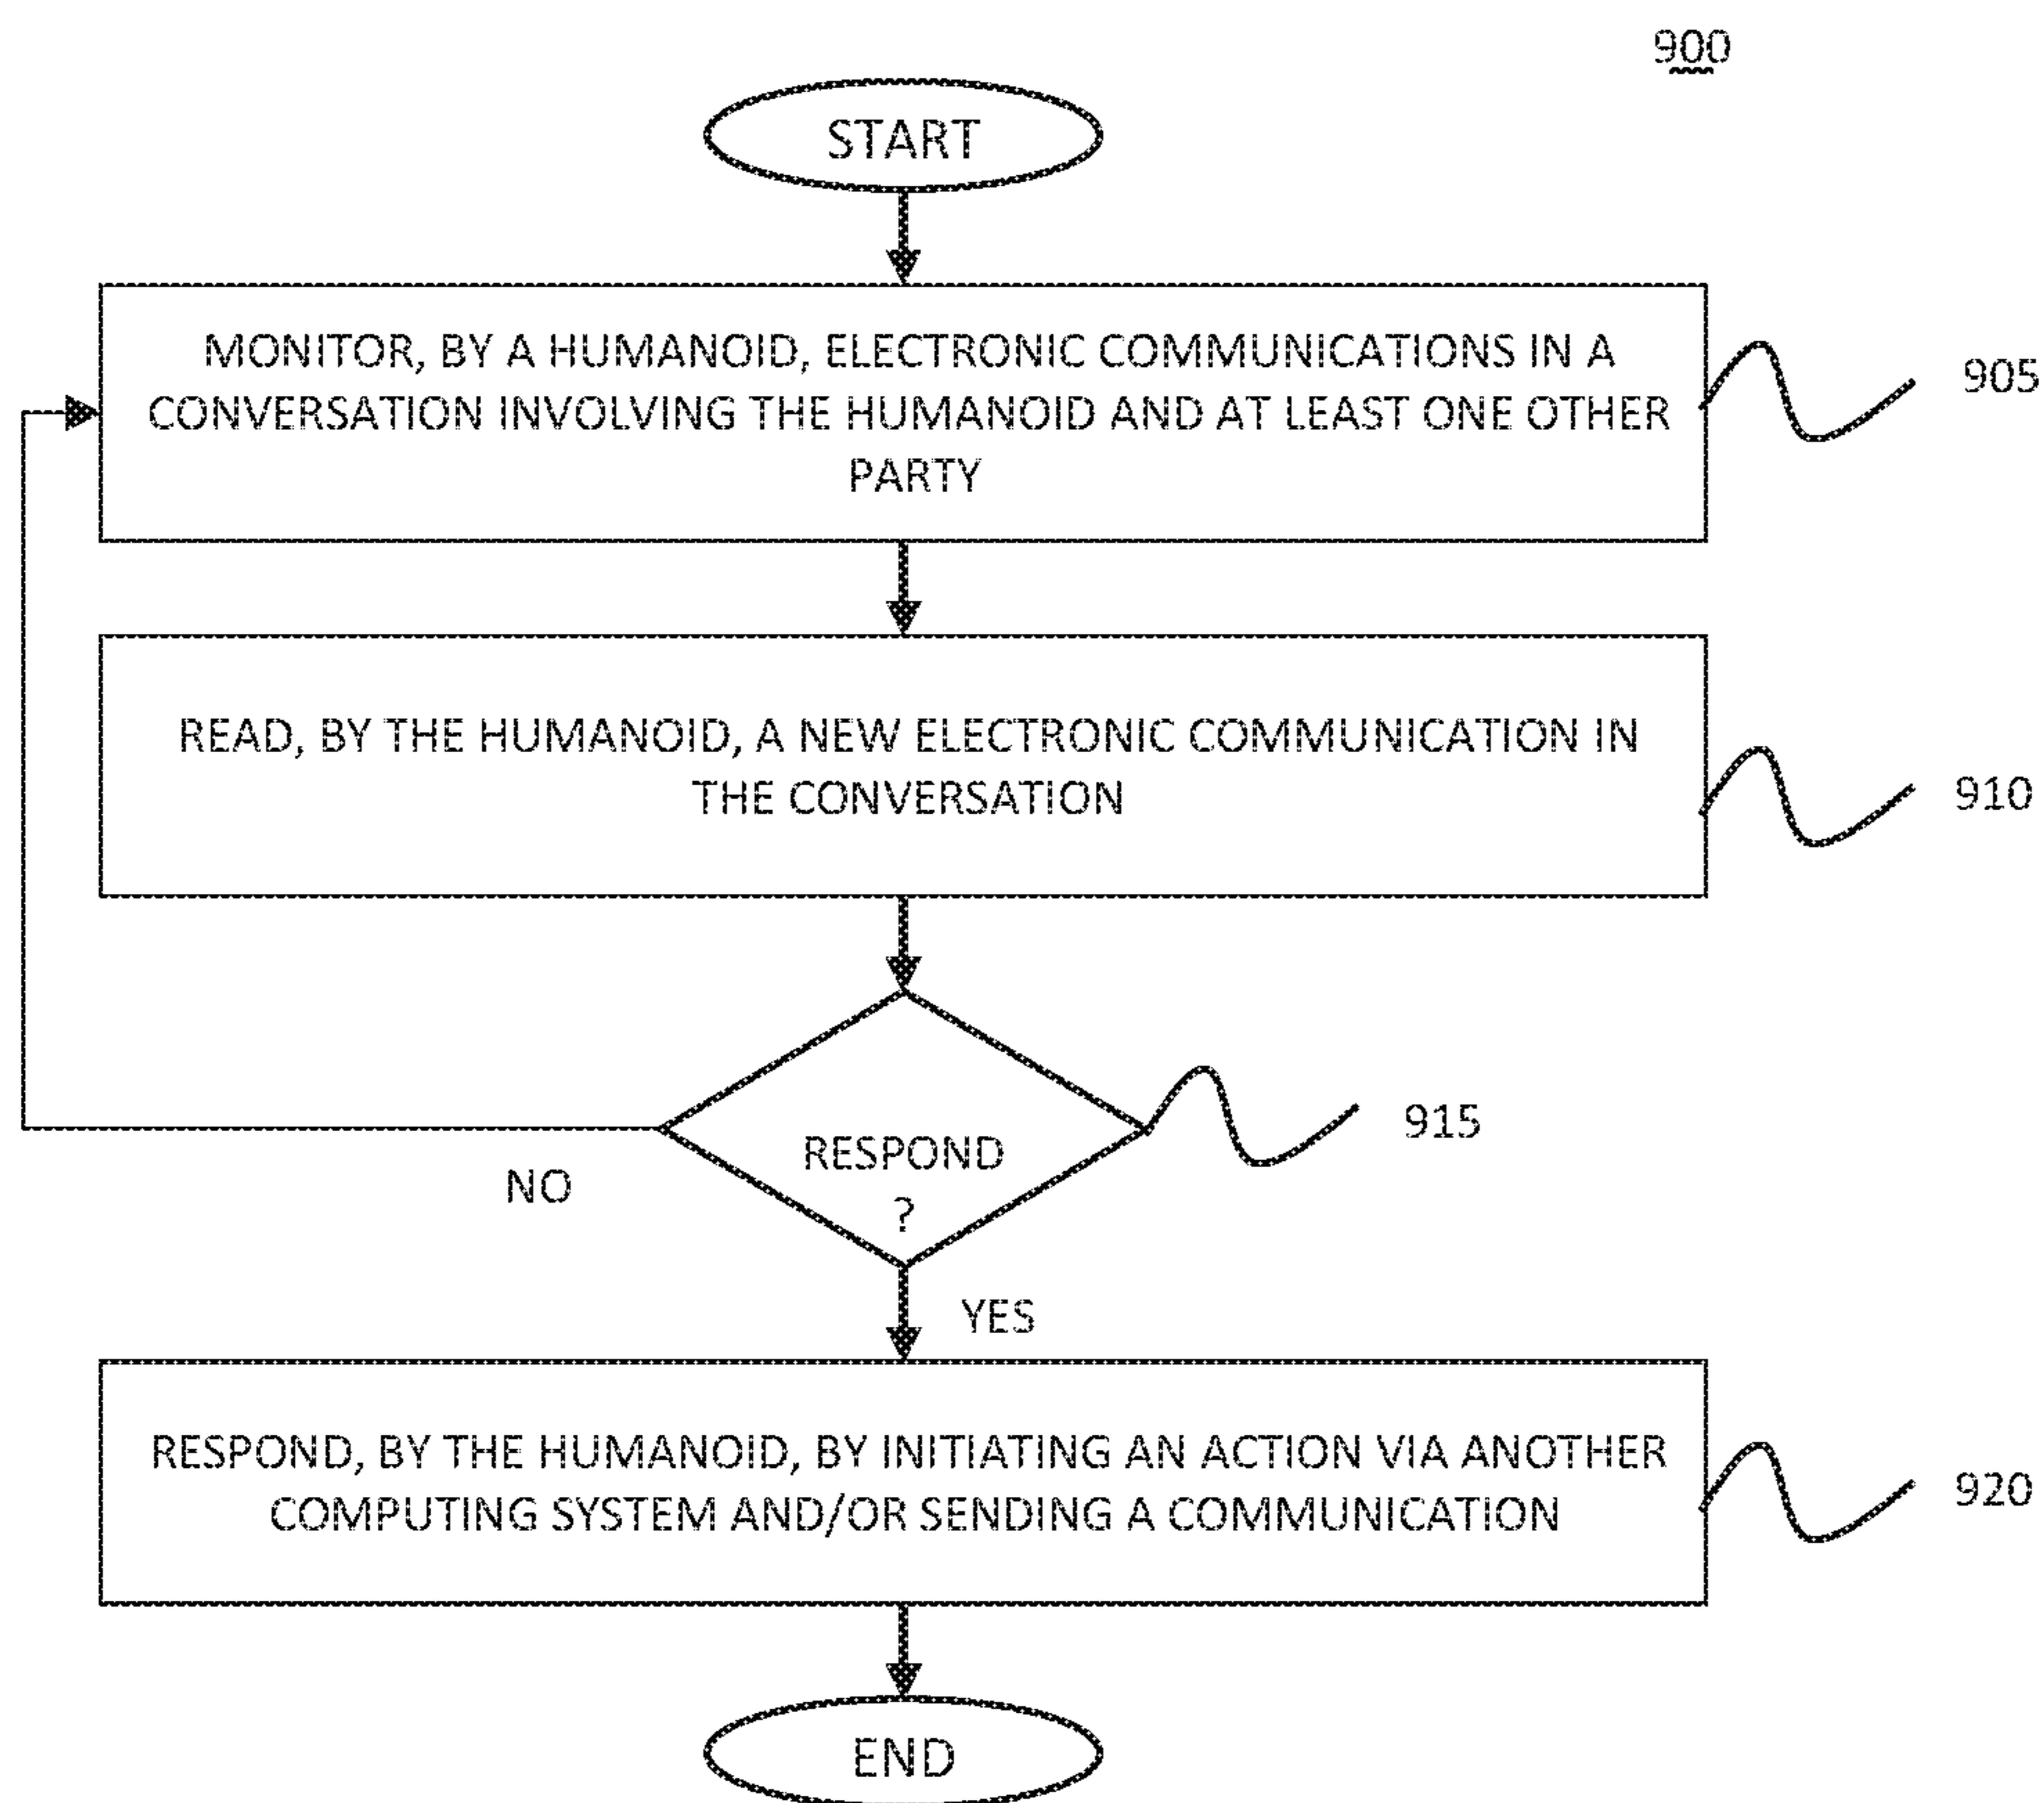 900
START
MONITOR, BY A HUMANOID, ELECTRONIC COMMUNICATIONS IN A
CONVERSATION INVOLVING THE HUMANOID AND AT LEAST ONE OTHER
PARTY
905
READ, BY THE HUMANOID, A NEW ELECTRONIC COMMUNICATION IN
THE CONVERSATION
910
RESPOND
?
915
NO
YES
RESPOND, BY THE HUMANOID, BY INITIATING AN ACTION VIA ANOTHER
COMPUTING SYSTEM AND/OR SENDING A COMMUNICATION
920
END